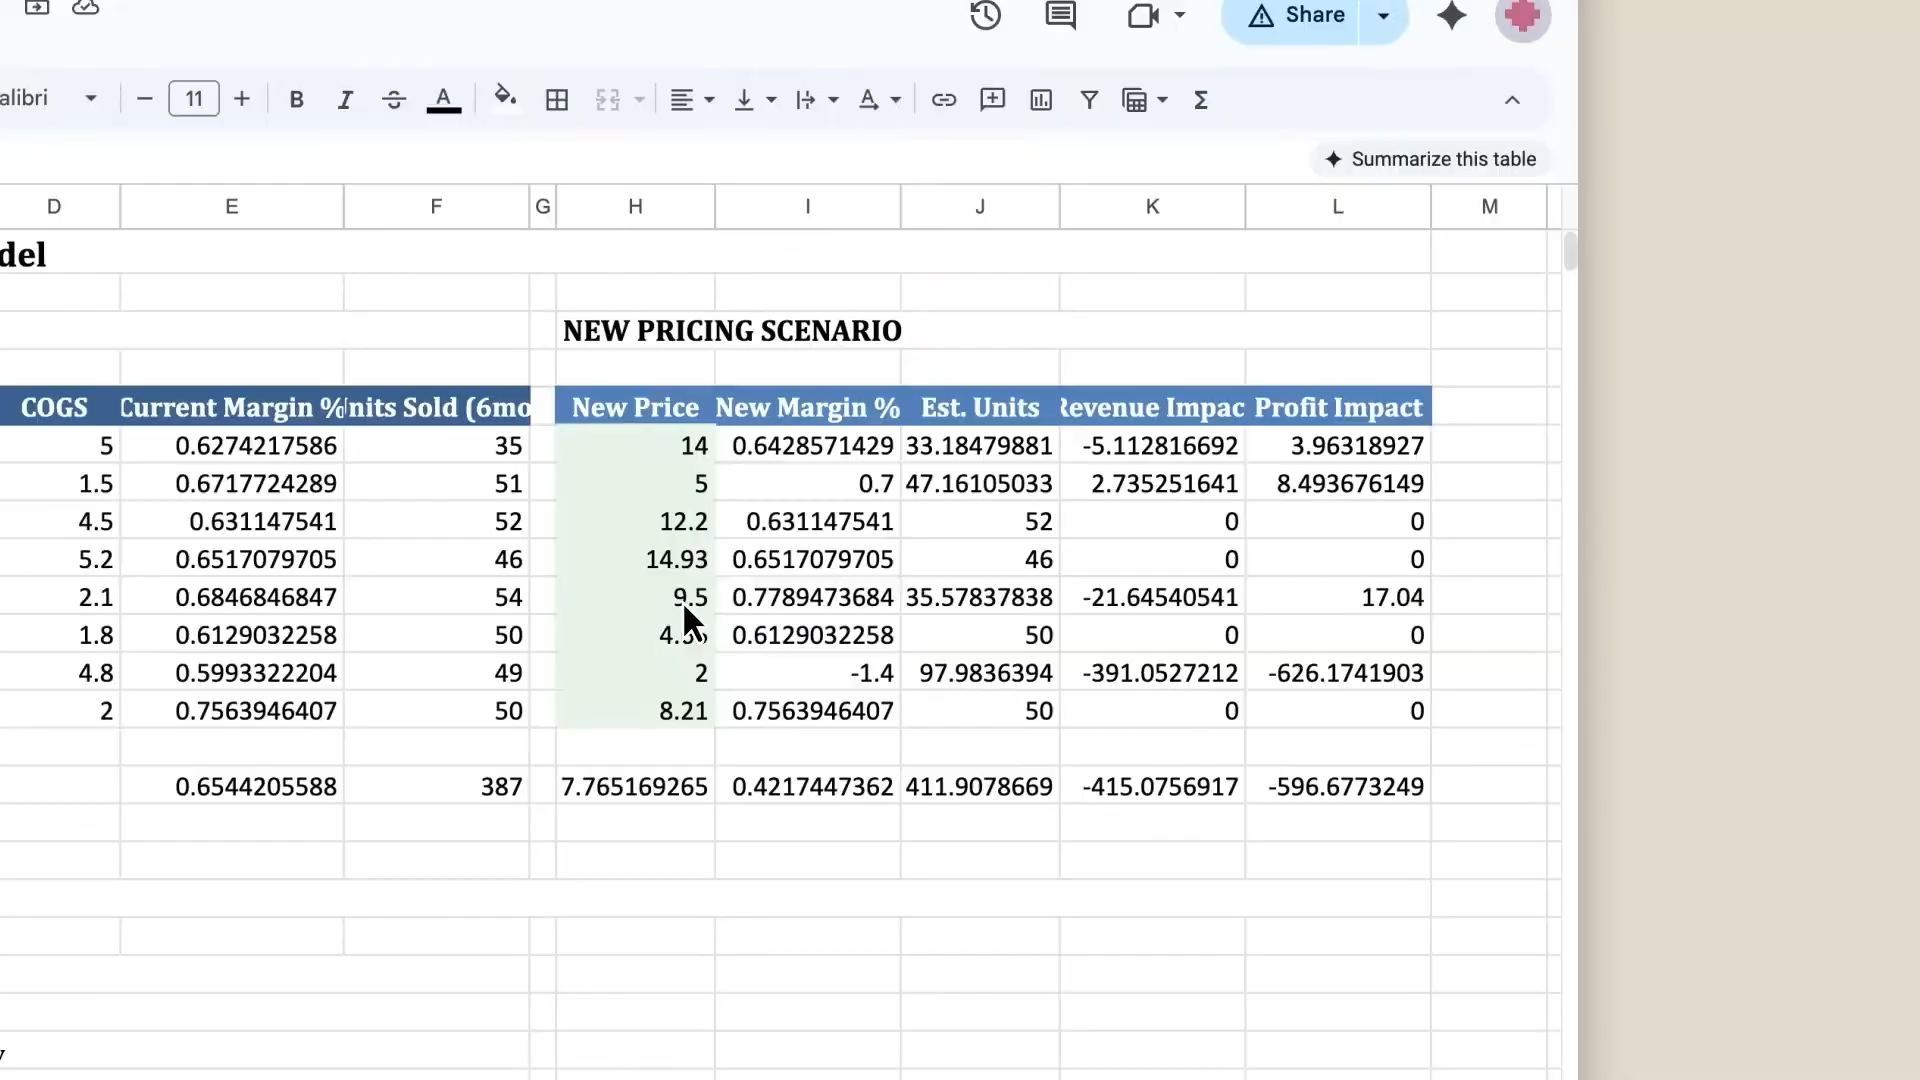 Share
alibri
11
B I S A
Σ
Summarize this table
D E F G H I J K L M
del
NEW PRICING SCENARIO
COGS Current Margin % nits Sold (6mo New Price New Margin % Est. Units Revenue Impac Profit Impact
5 0.6274217586 35 14 0.6428571429 33.18479881 -5.112816692 3.96318927
1.5 0.6717724289 51 5 0.7 47.16105033 2.735251641 8.493676149
4.5 0.631147541 52 12.2 0.631147541 52 0 0
5.2 0.6517079705 46 14.93 0.6517079705 46 0 0
2.1 0.6846846847 54 9.5 0.7789473684 35.57837838 -21.64540541 17.04
1.8 0.6129032258 50 0.6129032258 50 0 0
4.8 0.5993322204 49 2 -1.4 97.9836394 -391.0527212 -626.1741903
2 0.7563946407 50 8.21 0.7563946407 50 0 0
0.6544205588 387 7.765169265 0.4217447362 411.9078669 -415.0756917 -596.6773249